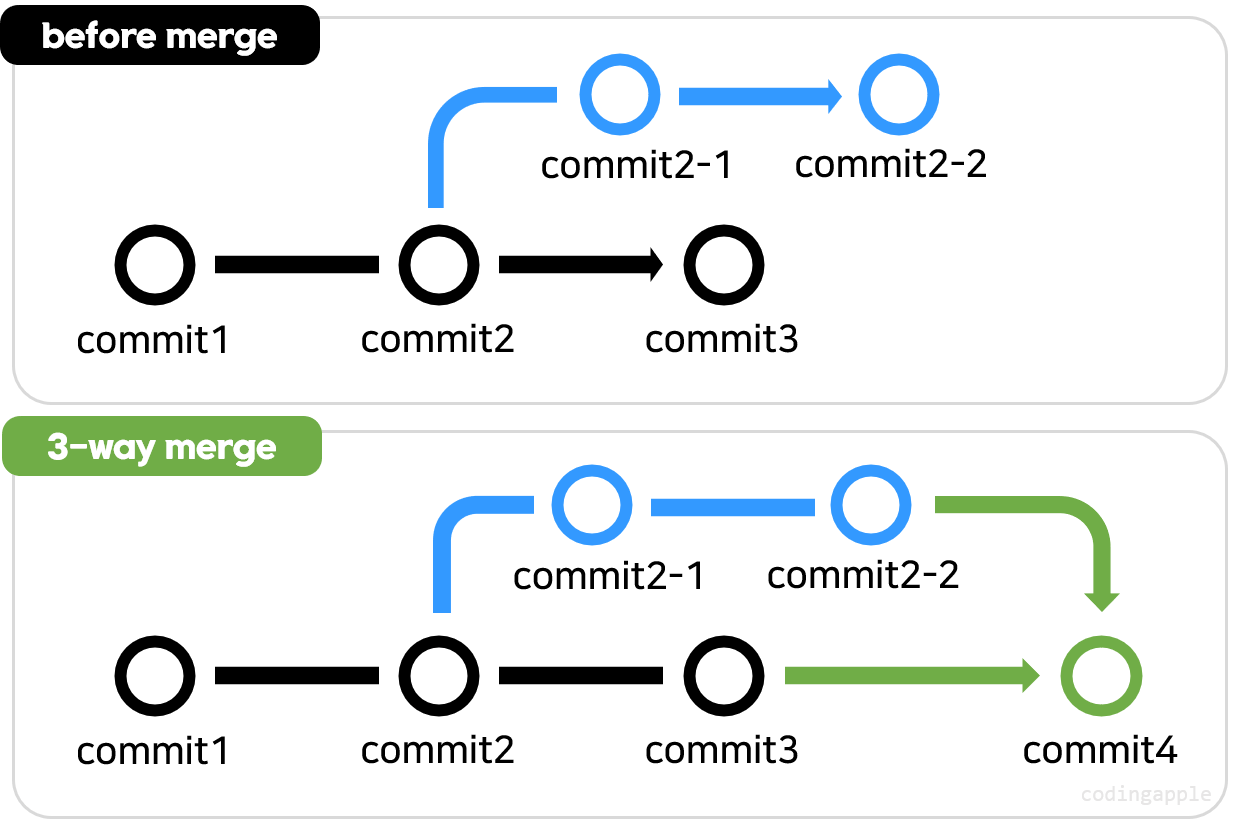 before merge
commit2-1
commit2-2
commit1
commit2
commit3
3-way merge
commit2-1
commit2-2
commit1
commit2
commit3
commit4
codingapple